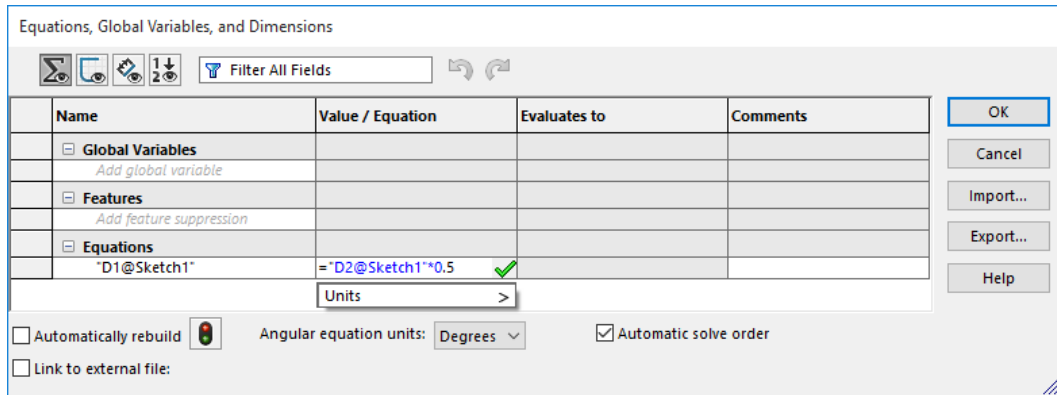 Equations, Global Variables, and Dimensions
Filter All Fields
Name Value / Equation Evaluates to Comments
Global Variables
Add global variable
Features
Add feature suppression
Equations
"D1@Sketch1" ="D2@Sketch1"*0.5
Units >
OK
Cancel
Import...
Export...
Help
Automatically rebuild Angular equation units: Degrees Automatic solve order
Link to external file: